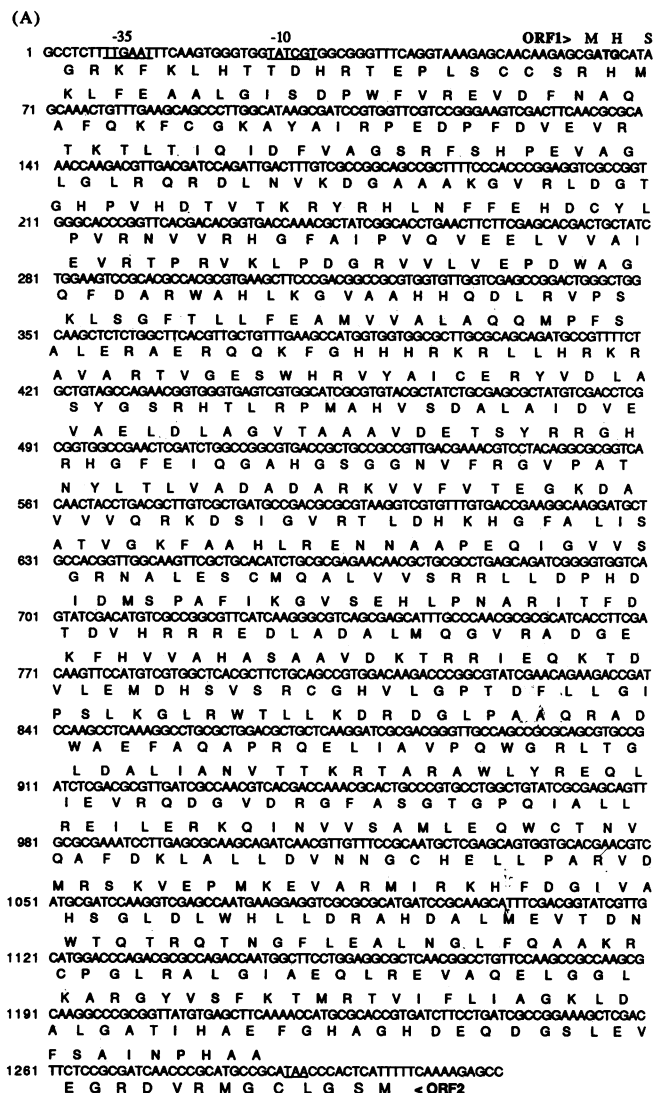 (A)
-35 -10 ORF1> M H S
1 GCCTCTTTTGAATTTCAAGTGGGTGGTATCGTGGCGGGTTTCAGGTAAAGAGCAACAAGAGCGATGCATA
G R K F K L H T T D H R T E P L S C C S R H M
K L F E A A L G I S D P W F V R E V D F N A Q
71 GCAAACTGTTTGAAGCAGCCCTTGGCATAAGCGATCCGTGGTTCGTCCGGGAAGTCGACTTCAACGCGCA
A F Q K F C G K A Y A I R P E D P F D V E V R
T K T L T I Q I D F V A G S R F S H P E V A G
141 AACCAAGACGTTGACGATCCAGATTGACTTTGTCGCCGGCAGCCGCTTTTCCCACCCGGAGGTCGCCGGT
L G L R Q R D L N V K D G A A A K G V R L D G T
G H P V H D T V T K R Y R H L N F F E H D C Y L
211 GGGCACCCGGTTCACGACACGGTGACCAAACGCTATCGGCACCTGAACTTCTTCGAGCACGACTGCTATC
P V R N V V R H G F A I P V Q V E E L V V A I
E V R T P R V K L P D G R V V L V E P D W A G
281 TGGAAGTCCGCACGCCACGCGTGAAGCTTCCCGACGGCCGCGTGGTGTTGGTCGAGCCGGACTGGGCTGG
Q F D A R W A H L K G V A A H H Q D L R V P S
K L S G F T L L F E A M V V A L A Q Q M P F S
351 CAAGCTCTCTGGCTTCACGTTGCTGTTTGAAGCCATGGTGGTGGCGCTTGCGCAGCAGATGCCGTTTTCT
A L E R A E R Q Q K F G H H H R K R L L H R K R
A V A R T V G E S W H R V Y A I C E R Y V D L A
421 GCTGTAGCCAGAACGGTGGGTGAGTCGTGGCATCGCGTGTACGCTATCTGCGAGCGCTATGTCGACCTCG
S Y G S R H T L R P M A H V S D A L A I D V E
V A E L D L A G V T A A A V D E T S Y R R G H
491 CGGTGGCCGAACTCGATCTGGCCGGCGTGACCGCTGCCGCCGTTGACGAAACGTCCTACAGGCGCGGTCA
R H G F E I Q G A H G S G G N V F R G V P A T
N Y L T L V A D A D A R K V V F V T E G K D A
561 CAACTACCTGACGCTTGTCGCTGATGCCGACGCGCGTAAGGTCGTGTTTGTGACCGAAGGCAAGGATGCT
V V V Q R K D S I G V R T L D H K H G F A L I S
A T V G K F A A H L R E N N A A P E Q I G V V S
631 GCCACGGTTGGCAAGTTCGCTGCACATCTGCGCGAGAACAACGCTGCGCCTGAGCAGATCGGGGTGGTCA
G R N A L E S C M Q A L V V S R R L L D P H D
I D M S P A F I K G V S E H L P N A R I T F D
701 GTATCGACATGTCGCCGGCGTTCATCAAGGGCGTCAGCGAGCATTTGCCCAACGCGCGCATCACCTTCGA
T D V H R R R E D L A D A L M Q G V R A D G E
K F H V V A H A S A A V D K T R R I E Q K T D
771 CAAGTTCCATGTCGTGGCTCACGCTTCTGCAGCCGTGGACAAGACCCGGCGTATCGAACAGAAGACCGAT
V L E M D H S V S R C G H V L G P T D F L L G I
P S L K G L R W T L L K D R D G L P A A Q R A D
841 CCAAGCCTCAAAGGCCTGCGCTGGACGCTGCTCAAGGATCGCGACGGGTTGCCAGCCGCGCAGCGTGCCG
W A E F A Q A P R Q E L I A V P Q W G R L T G
L D A L I A N V T T K R T A R A W L Y R E Q L
911 ATCTCGACGCGTTGATCGCCAACGTCACGACCAAACGCACTGCCCGTGCCTGGCTGTATCGCGAGCAGTT
I E V R Q D G V D R G F A S G T G P Q I A L L
R E I L E R K Q I N V V S A M L E Q W C T N V
981 GCGCGAAATCCTTGAGCGCAAGCAGATCAACGTTGTTTCCGCAATGCTCGAGCAGTGGTGCACGAACGTC
Q A F D K L A L L D V N N G C H E L L P A R V D
M R S K V E P M K E V A R M I R K H F D G I V A
1051 ATGCGATCCAAGGTCGAGCCAATGAAGGAGGTCGCGCGCATGATCCGCAAGCATTTCGACGGTATCGTTG
H S G L D L W H L L D R A H D A L M E V T D N
W T Q T R Q T N G F L E A L N G L F Q A A K R
1121 CATGGACCCAGACGCGCCAGACCAATGGCTTCCTGGAGGCGCTCAACGGCCTGTTCCAAGCCGCCAAGCG
C P G L R A L G I A E Q L R E V A Q E L G G L
K A R G Y V S F K T M R T V I F L I A G K L D
1191 CAAGGCCCGCGGTTATGTGAGCTTCAAAACCATGCGCACCGTGATCTTCCTGATCGCCGGAAAGCTCGAC
A L G A T I H A E F G H A G H D E Q D G S L E V
F S A I N P H A A
1261 TTCTCCGCGATCAACCCGCATGCCGCATAACCCACTCATTTTTCAAAAGAGCC
E G R D V R M G C L G S M < ORF2